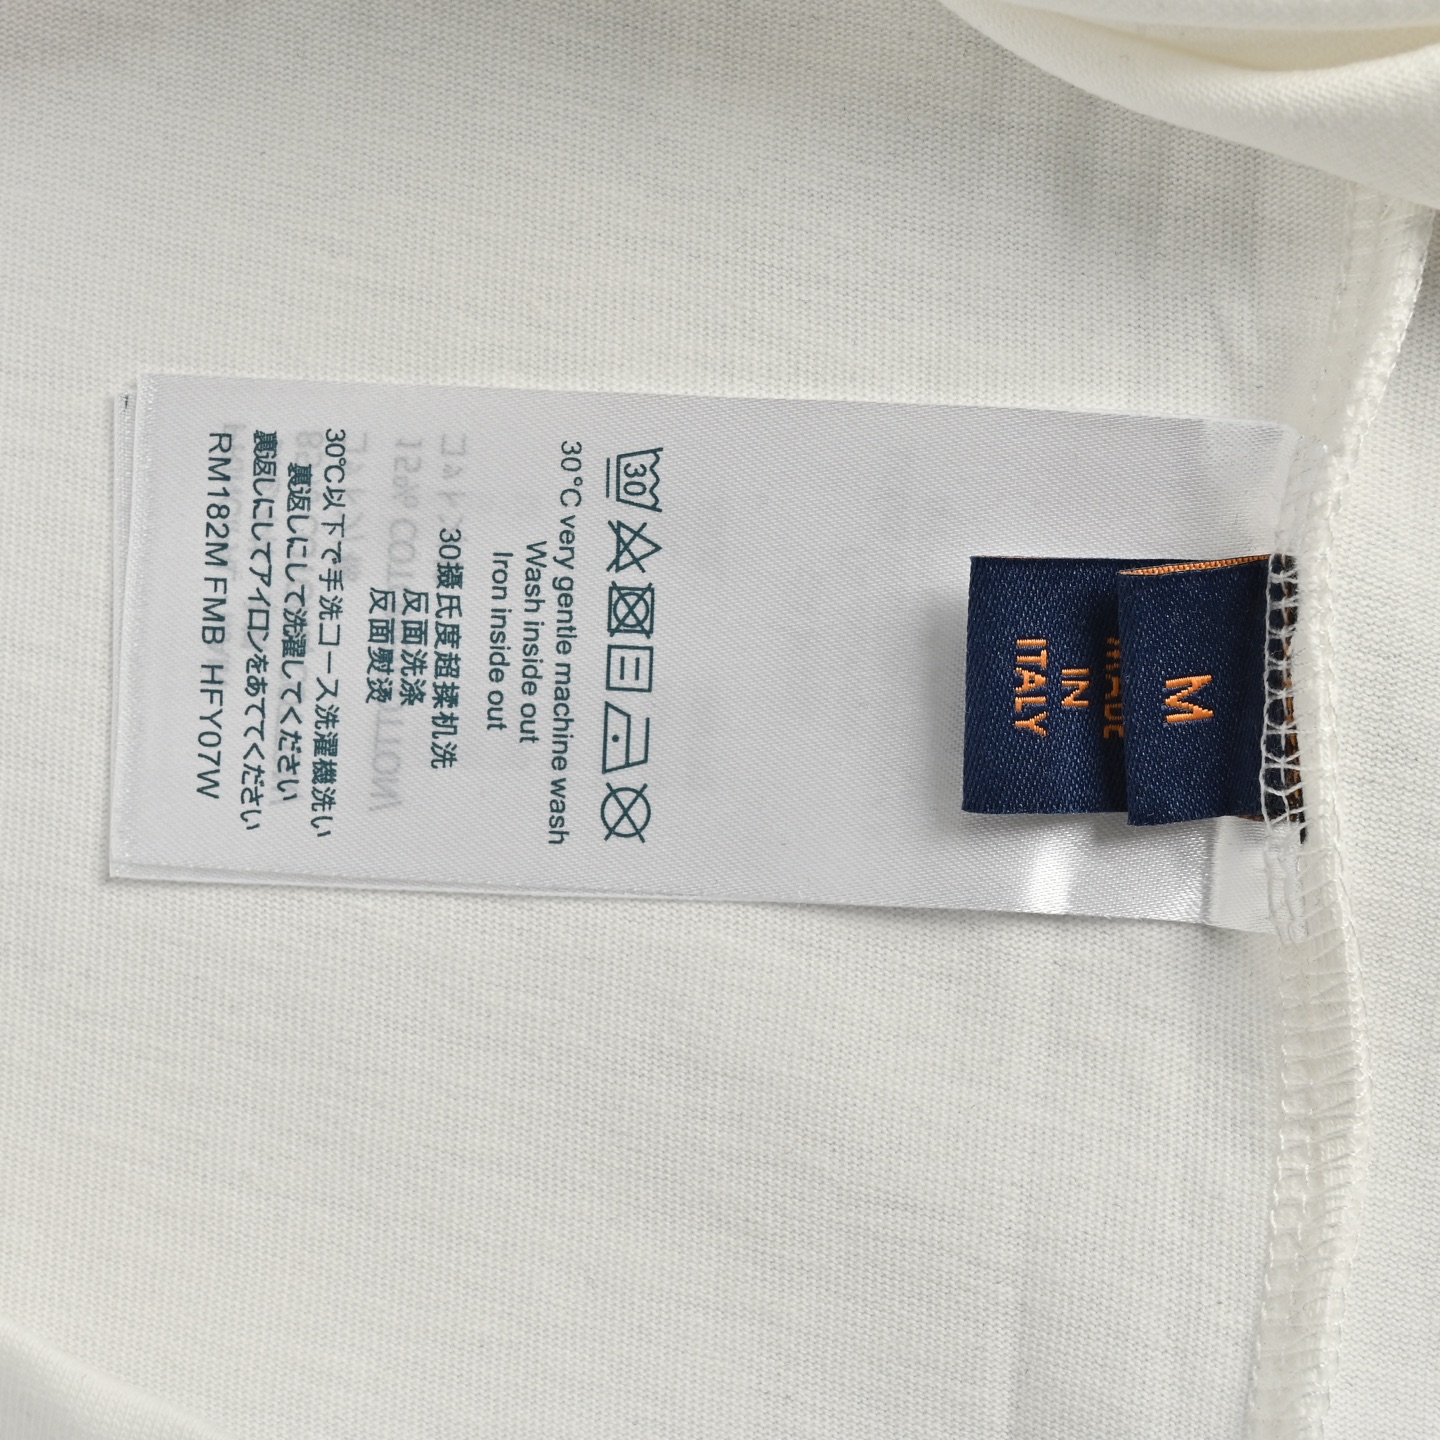 M
MADE
IN
ITALY
30
30°C very gentle machine wash
Wash inside out
Iron inside out
30摄氏度超揉机洗
反面洗涤
反面熨烫
30℃以下で手洗コース洗濯機洗い
裏返しにして洗濯してください
裏返しにしてアイロンをあててください
RM182M FMB HFY07W